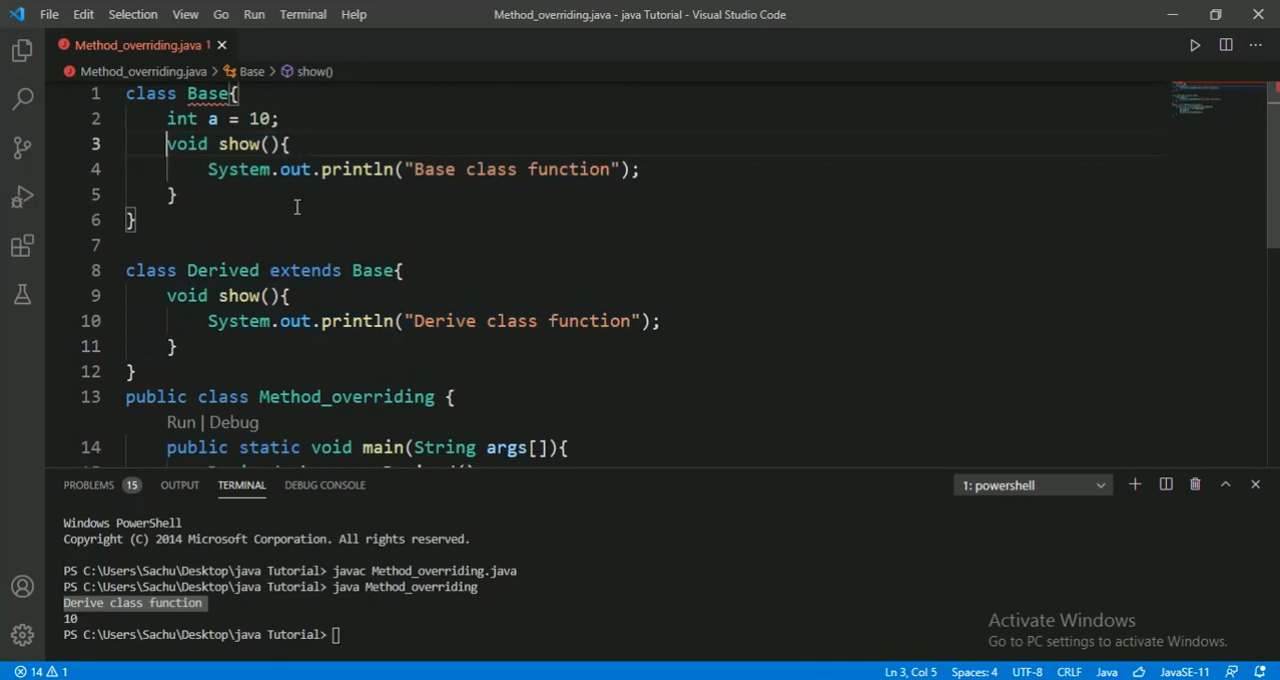 File Edit Selection View Go Run Terminal Help Method_overriding.java - java Tutorial - Visual Studio Code
Method_overriding.java 1
Method_overriding.java > Base > show()
1 class Base{
2 int a = 10;
3 void show(){
4 System.out.println("Base class function");
5 }
6 }
7
8 class Derived extends Base{
9 void show(){
10 System.out.println("Derive class function");
11 }
12 }
13 public class Method_overriding {
Run | Debug
14 public static void main(String args[]){
PROBLEMS 15 OUTPUT TERMINAL DEBUG CONSOLE 1: powershell
Windows PowerShell
Copyright (C) 2014 Microsoft Corporation. All rights reserved.
PS C:\Users\Sachu\Desktop\java Tutorial> javac Method_overriding.java
PS C:\Users\Sachu\Desktop\java Tutorial> java Method_overriding
Derive class function
10
PS C:\Users\Sachu\Desktop\java Tutorial>
Activate Windows
Go to PC settings to activate Windows.
14 1 Ln 3, Col 5 Spaces: 4 UTF-8 CRLF Java JavaSE-11